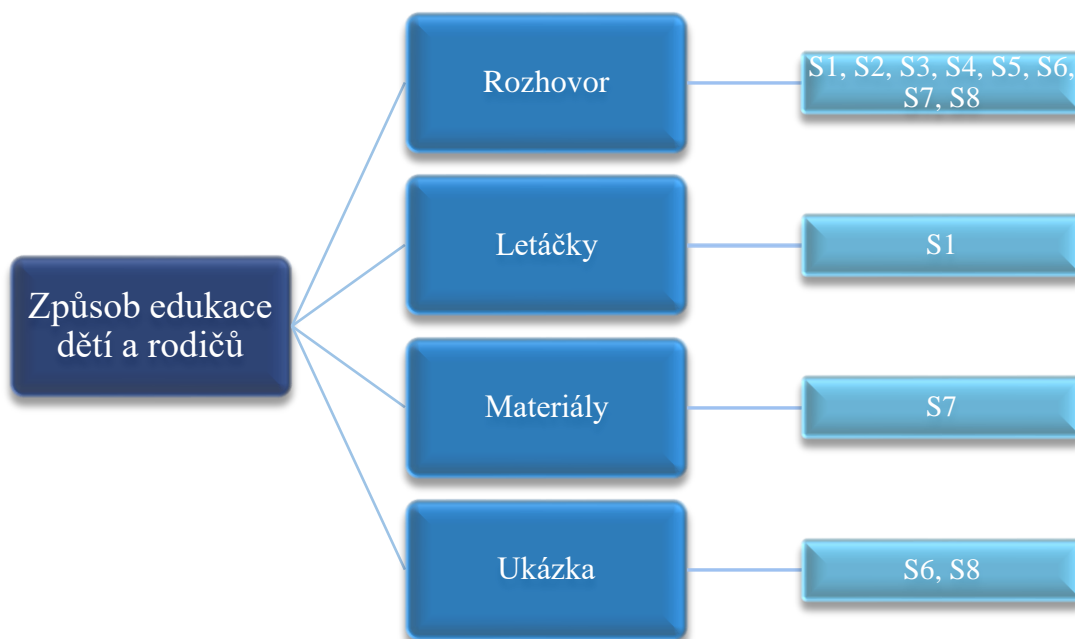 Způsob edukace
dětí a rodičů
Rozhovor
S1, S2, S3, S4, S5, S6,
S7, S8
Letáčky
S1
Materiály
S7
Ukázka
S6, S8